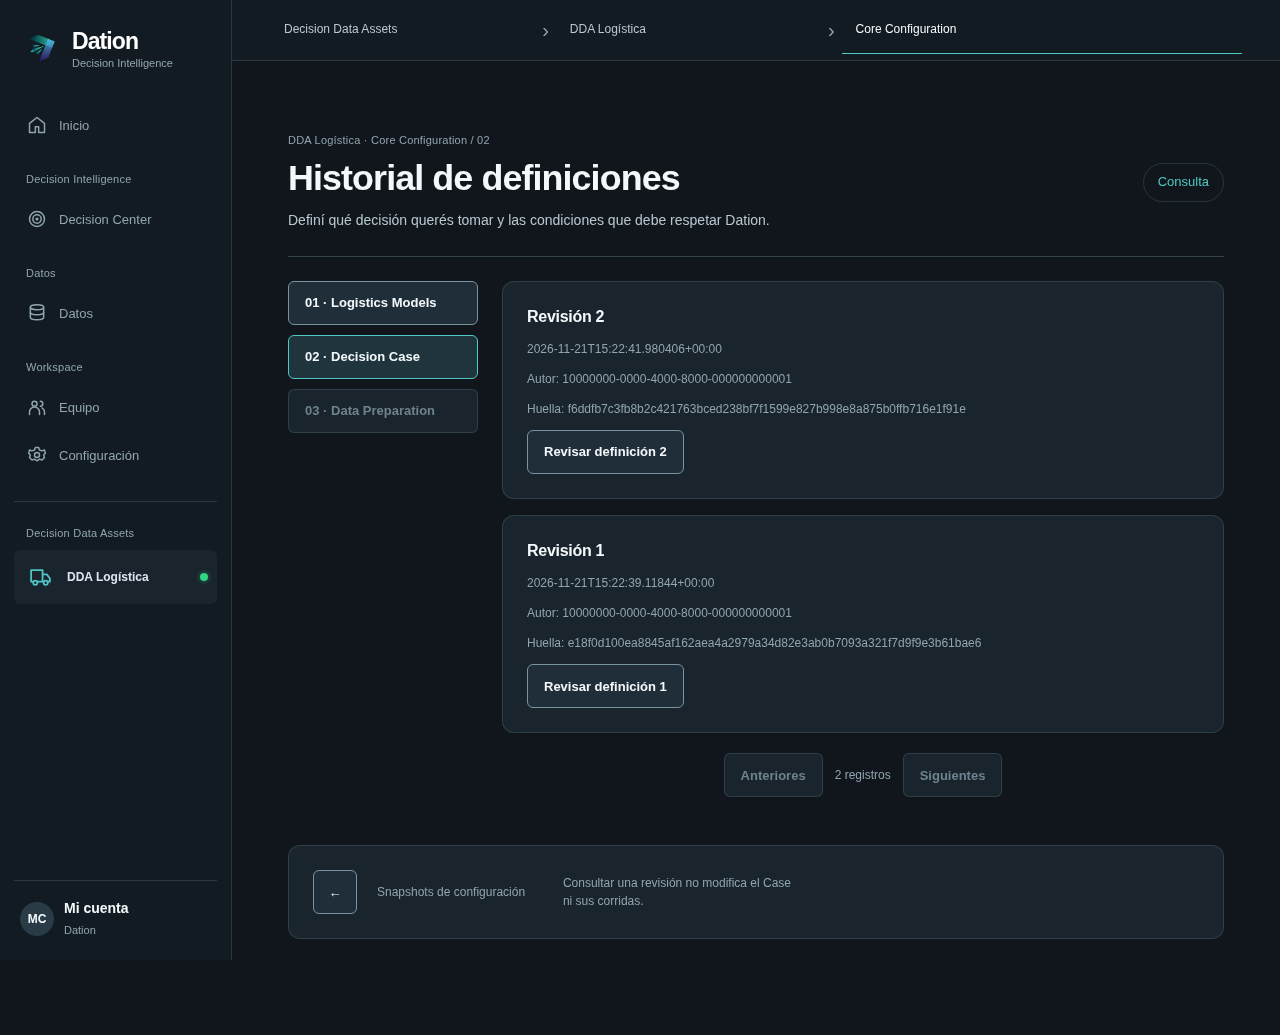 Dation
Decision Intelligence
Inicio
Decision Intelligence
Decision Center
Datos
Datos
Workspace
Equipo
Configuración
Decision Data Assets
DDA Logística
MC
Mi cuenta
Dation
Decision Data Assets › DDA Logística › Core Configuration
DDA Logística · Core Configuration / 02
Historial de definiciones
Consulta
Definí qué decisión querés tomar y las condiciones que debe respetar Dation.
01 · Logistics Models
02 · Decision Case
03 · Data Preparation
Revisión 2
2026-11-21T15:22:41.980406+00:00
Autor: 10000000-0000-4000-8000-000000000001
Huella: f6ddfb7c3fb8b2c421763bced238bf7f1599e827b998e8a875b0ffb716e1f91e
Revisar definición 2
Revisión 1
2026-11-21T15:22:39.11844+00:00
Autor: 10000000-0000-4000-8000-000000000001
Huella: e18f0d100ea8845af162aea4a2979a34d82e3ab0b7093a321f7d9f9e3b61bae6
Revisar definición 1
Anteriores 2 registros Siguientes
← Snapshots de configuración
Consultar una revisión no modifica el Case
ni sus corridas.